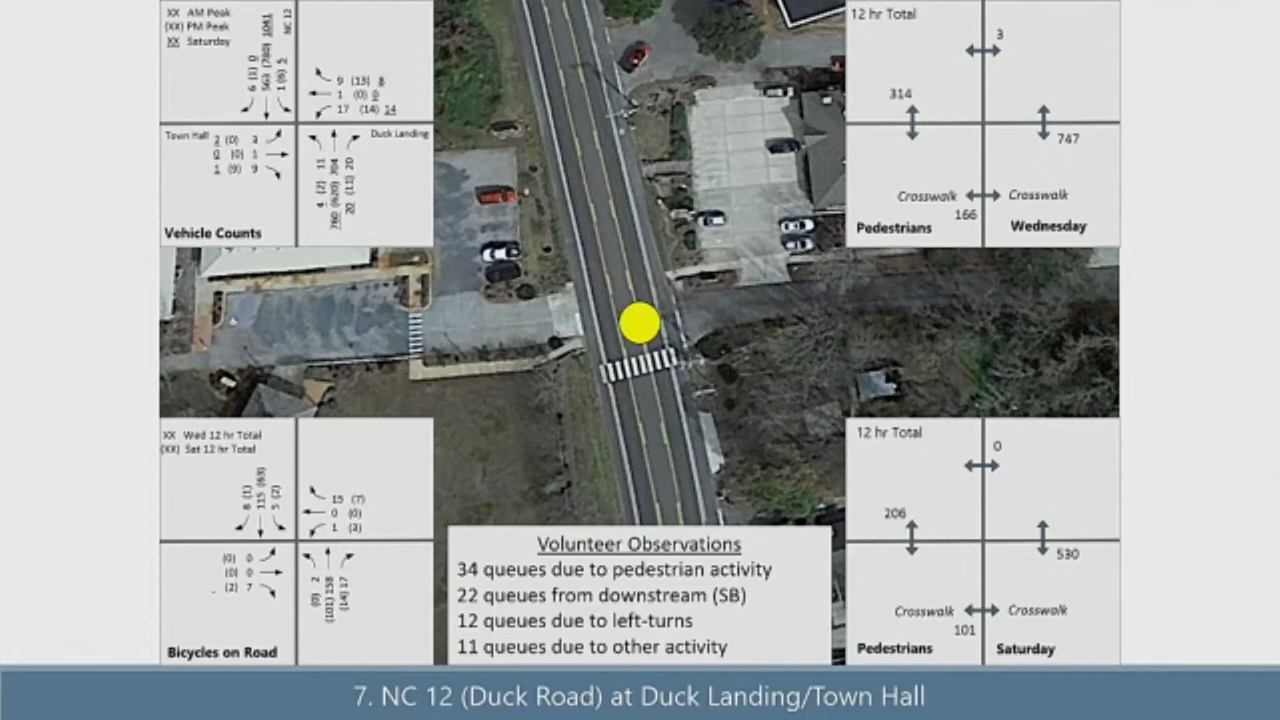 XX AM Peak
(XX) PM Peak
XX Saturday
NC 12
6 (1) 0
563 (780) 1041
1 (6) 5
9 (13) 8
1 (0) 0
17 (14) 14
Town Hall
2 (0) 3
0 (0) 1
1 (9) 9
Duck Landing
4 (2) 11
760 (620) 304
20 (11) 20
Vehicle Counts
12 hr Total
3
314
747
Crosswalk
Crosswalk
166
Pedestrians
Wednesday
XX Wed 12 hr Total
(XX) Sat 12 hr Total
8 (1)
115 (63)
5 (2)
15 (7)
0 (0)
1 (3)
(0) 0
(0) 0
(2) 7
(0) 2
(101) 158
(14) 17
Bicycles on Road
Volunteer Observations
34 queues due to pedestrian activity
22 queues from downstream (SB)
12 queues due to left-turns
11 queues due to other activity
12 hr Total
0
206
530
Crosswalk
Crosswalk
101
Pedestrians
Saturday
7. NC 12 (Duck Road) at Duck Landing/Town Hall